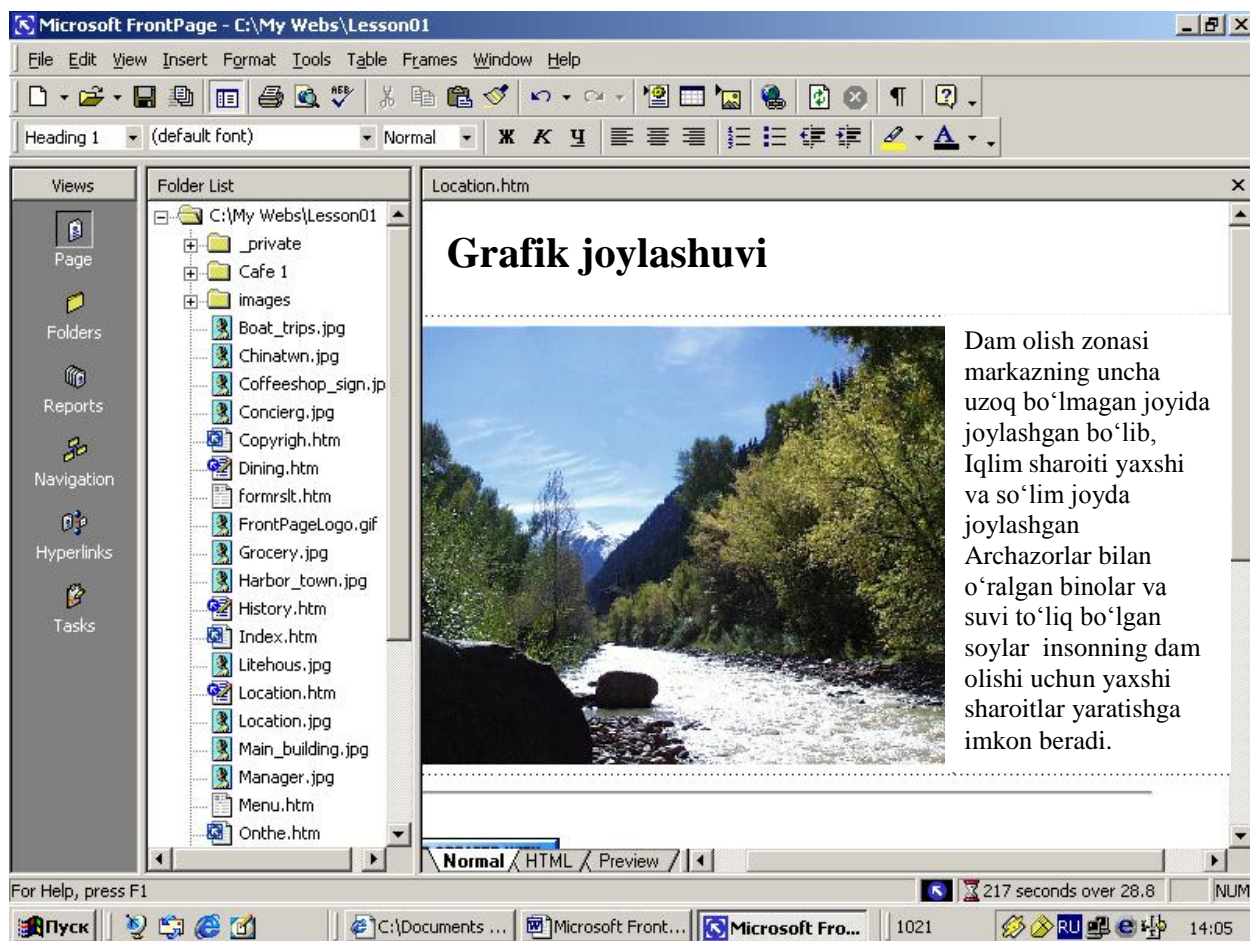 Microsoft FrontPage - C:\My Webs\Lesson01
File Edit View Insert Format Tools Table Frames Window Help
Heading 1 (default font) Normal Ж К Ч A
Views
Page
Folders
Reports
Navigation
Hyperlinks
Tasks
Folder List
C:\My Webs\Lesson01
_private
Cafe 1
images
Boat_trips.jpg
Chinatwn.jpg
Coffeeshop_sign.jp
Concierg.jpg
Copyrigh.htm
Dining.htm
formrslt.htm
FrontPageLogo.gif
Grocery.jpg
Harbor_town.jpg
History.htm
Index.htm
Litehous.jpg
Location.htm
Location.jpg
Main_building.jpg
Manager.jpg
Menu.htm
Onthe.htm
Location.htm
Grafik joylashuvi
Dam olish zonasi
markazning uncha
uzoq bo‘lmagan joyida
joylashgan bo‘lib,
Iqlim sharoiti yaxshi
va so‘lim joyda
joylashgan
Archazorlar bilan
o‘ralgan binolar va
suvi to‘liq bo‘lgan
soylar insonning dam
olishi uchun yaxshi
sharoitlar yaratishga
imkon beradi.
Normal HTML Preview
For Help, press F1 217 seconds over 28.8 NUM
Пуск C:\Documents ... Microsoft Front... Microsoft Fro... 1021 RU 14:05